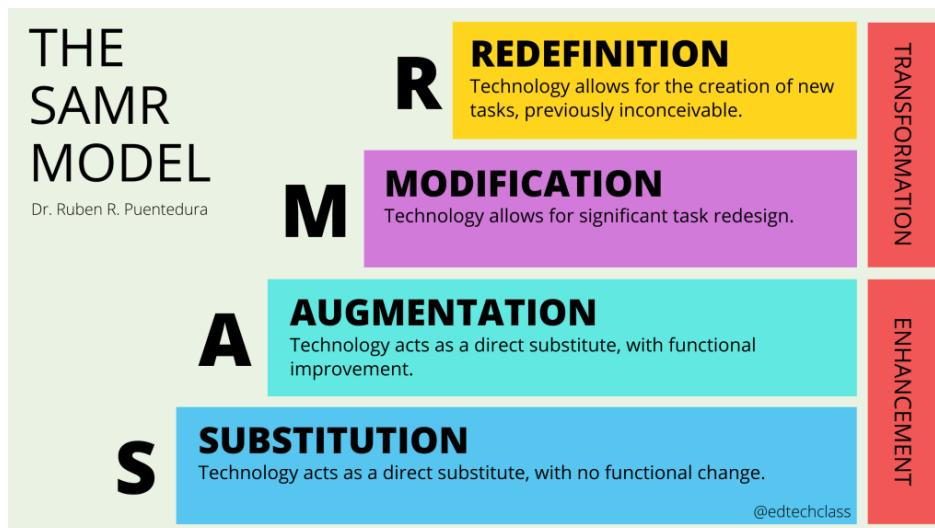 THE
SAMR
MODEL
Dr. Ruben R. Puentedura
R
REDEFINITION
Technology allows for the creation of new
tasks, previously inconceivable.
M
MODIFICATION
Technology allows for significant task redesign.
TRANSFORMATION
A
AUGMENTATION
Technology acts as a direct substitute, with functional
improvement.
S
SUBSTITUTION
Technology acts as a direct substitute, with no functional change.
ENHANCEMENT
@edtechclass